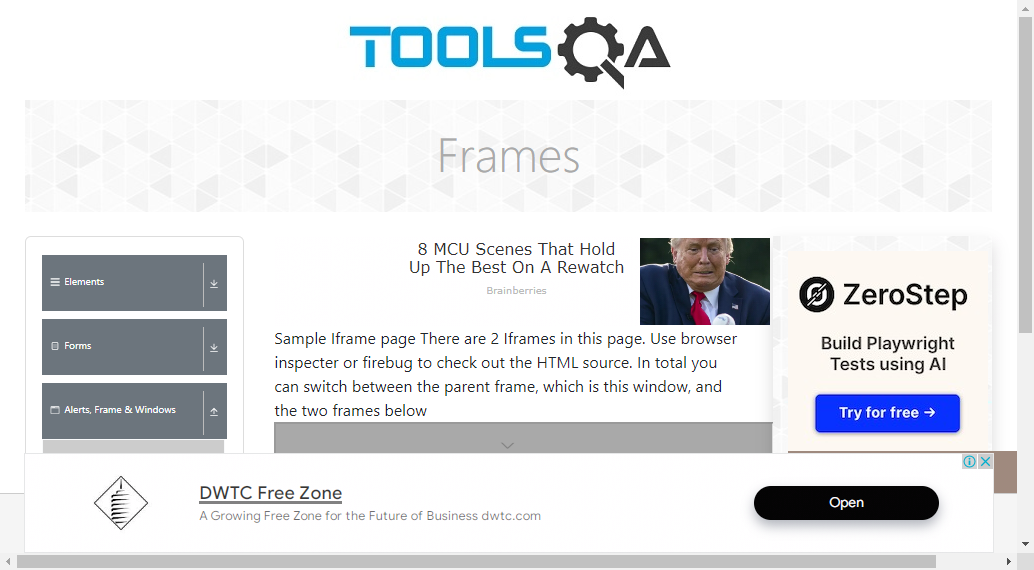 TOOLSQA
Frames
8 MCU Scenes That Hold
Up The Best On A Rewatch
Brainberries
Elements
Forms
Alerts, Frame & Windows
Sample Iframe page There are 2 Iframes in this page. Use browser
inspecter or firebug to check out the HTML source. In total you
can switch between the parent frame, which is this window, and
the two frames below
ZeroStep
Build Playwright
Tests using AI
Try for free →
DWTC Free Zone
A Growing Free Zone for the Future of Business dwtc.com
Open